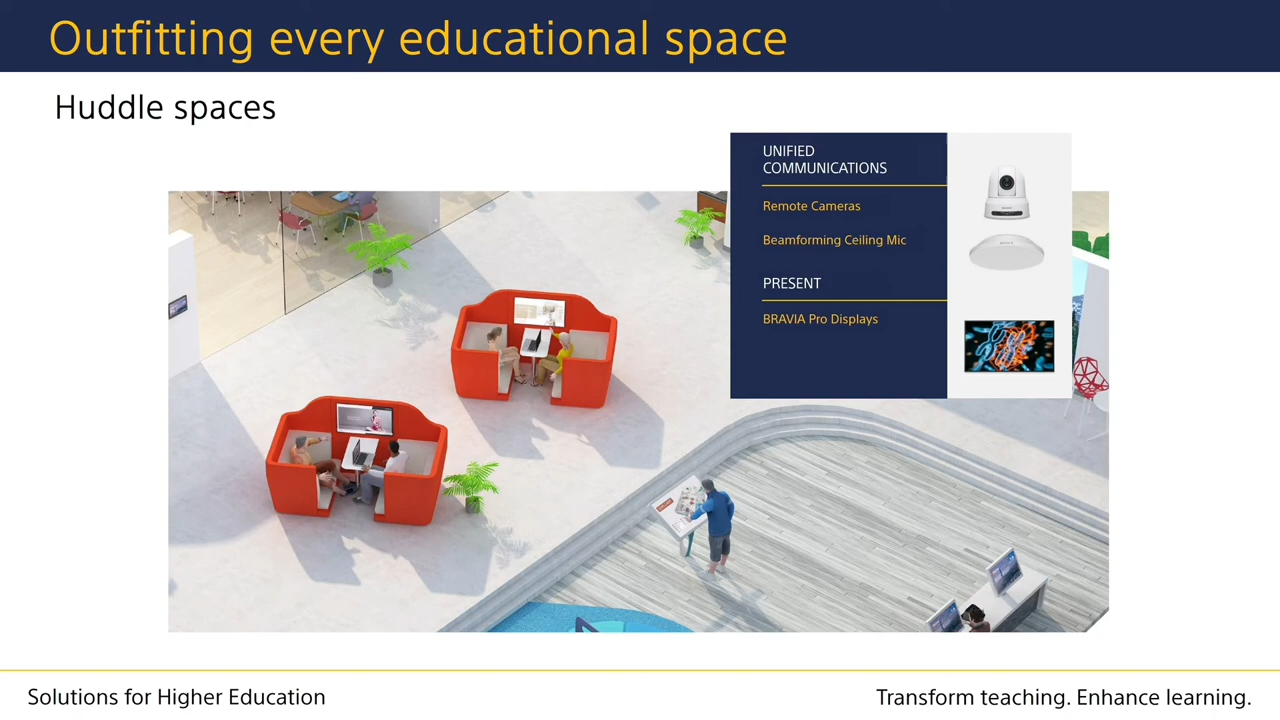 Outfitting every educational space
Huddle spaces
UNIFIED
COMMUNICATIONS
Remote Cameras
Beamforming Ceiling Mic
PRESENT
BRAVIA Pro Displays
Solutions for Higher Education
Transform teaching. Enhance learning.